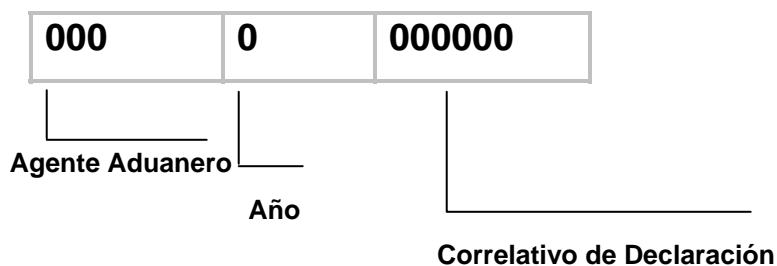 000 0 000000
Agente Aduanero
Año
Correlativo de Declaración